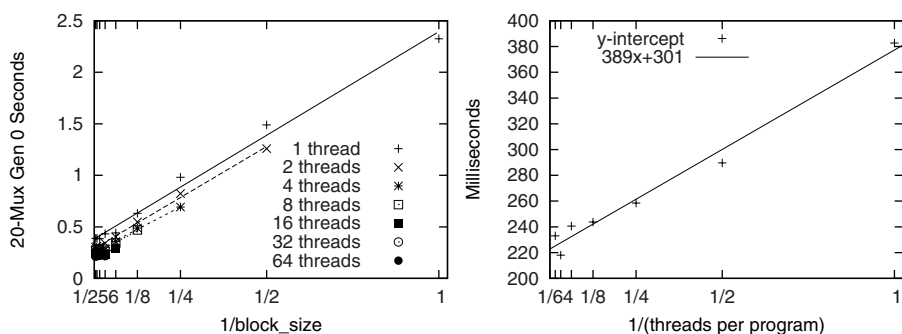 20-Mux Gen 0 Seconds
2.5
2
1.5
1
0.5
0
1 thread
2 threads
4 threads
8 threads
16 threads
32 threads
64 threads
1/256 1/8 1/4 1/2 1
1/block_size
Milliseconds
400
380
360
340
320
300
280
260
240
220
200
y-intercept
389x+301
1/64 1/8 1/4 1/2 1
1/(threads per program)